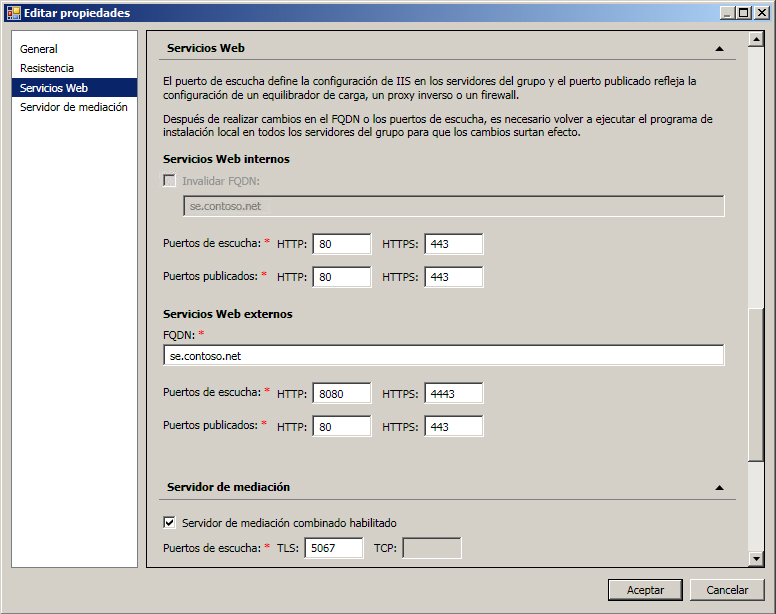 Editar propiedades
General
Resistencia
Servicios Web
Servidor de mediación
Servicios Web
El puerto de escucha define la configuración de IIS en los servidores del grupo y el puerto publicado refleja la
configuración de un equilibrador de carga, un proxy inverso o un firewall.
Después de realizar cambios en el FQDN o los puertos de escucha, es necesario volver a ejecutar el programa de
instalación local en todos los servidores del grupo para que los cambios surtan efecto.
Servicios Web internos
Invalidar FQDN:
se.contoso.net
Puertos de escucha: * HTTP: 80 HTTPS: 443
Puertos publicados: * HTTP: 80 HTTPS: 443
Servicios Web externos
FQDN: *
se.contoso.net
Puertos de escucha: * HTTP: 8080 HTTPS: 4443
Puertos publicados: * HTTP: 80 HTTPS: 443
Servidor de mediación
Servidor de mediación combinado habilitado
Puertos de escucha: * TLS: 5067 TCP:
Aceptar Cancelar